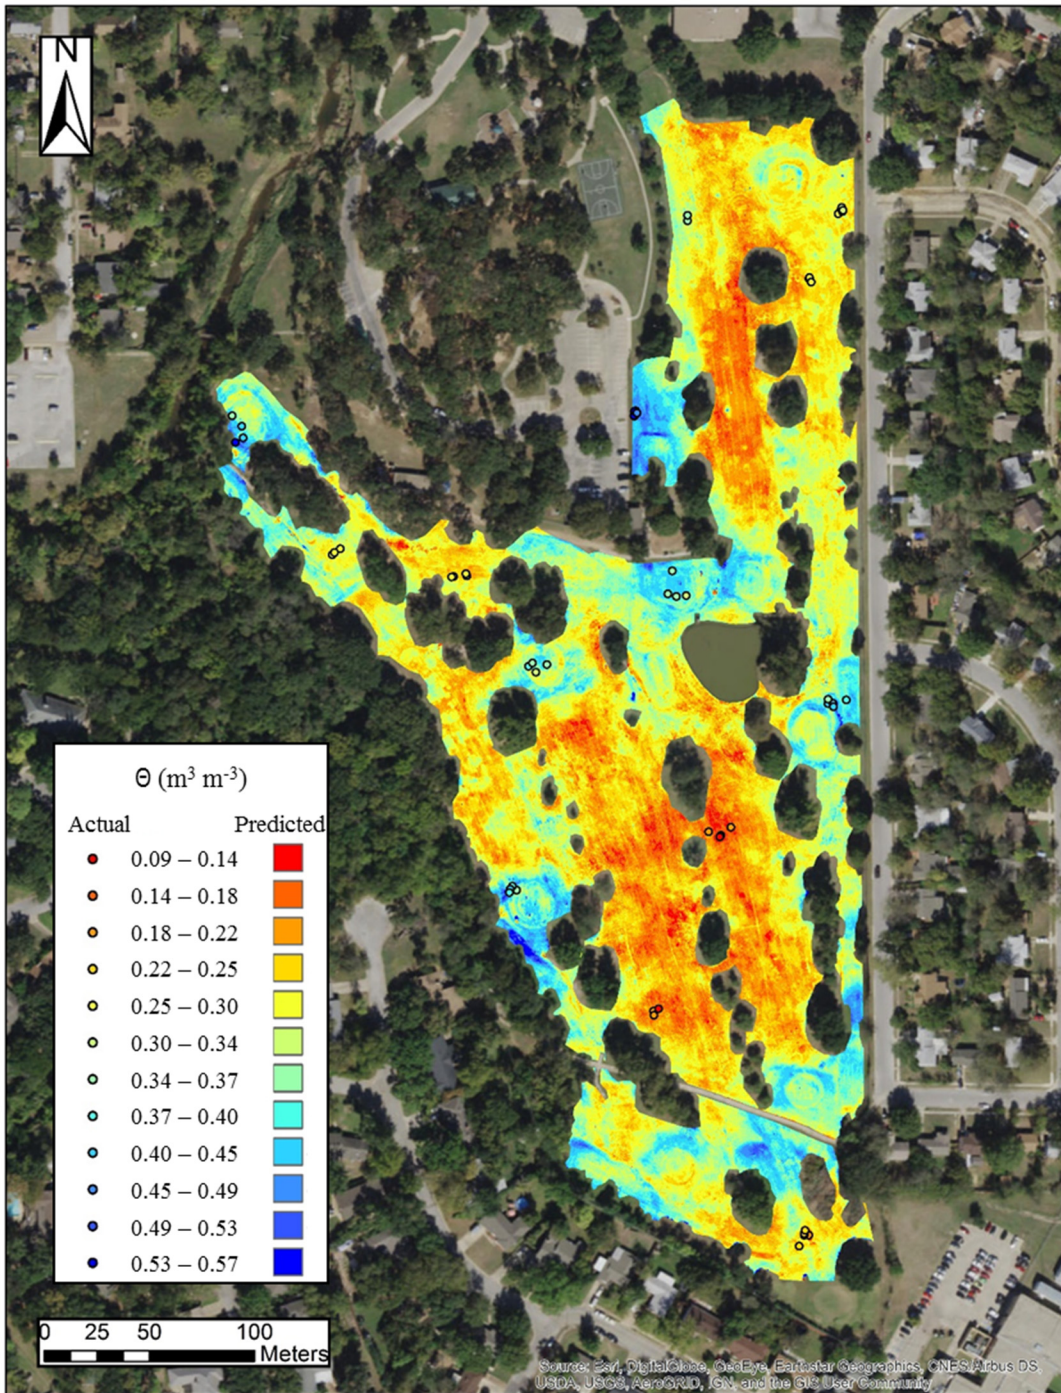 N
Θ (m³ m⁻³)
Actual Predicted
0.09 – 0.14
0.14 – 0.18
0.18 – 0.22
0.22 – 0.25
0.25 – 0.30
0.30 – 0.34
0.34 – 0.37
0.37 – 0.40
0.40 – 0.45
0.45 – 0.49
0.49 – 0.53
0.53 – 0.57
0 25 50 100
Meters
Source: Esri, DigitalGlobe, GeoEye, Earthstar Geographics, CNES/Airbus DS,
USDA, USGS, AeroGRID, IGN, and the GIS User Community